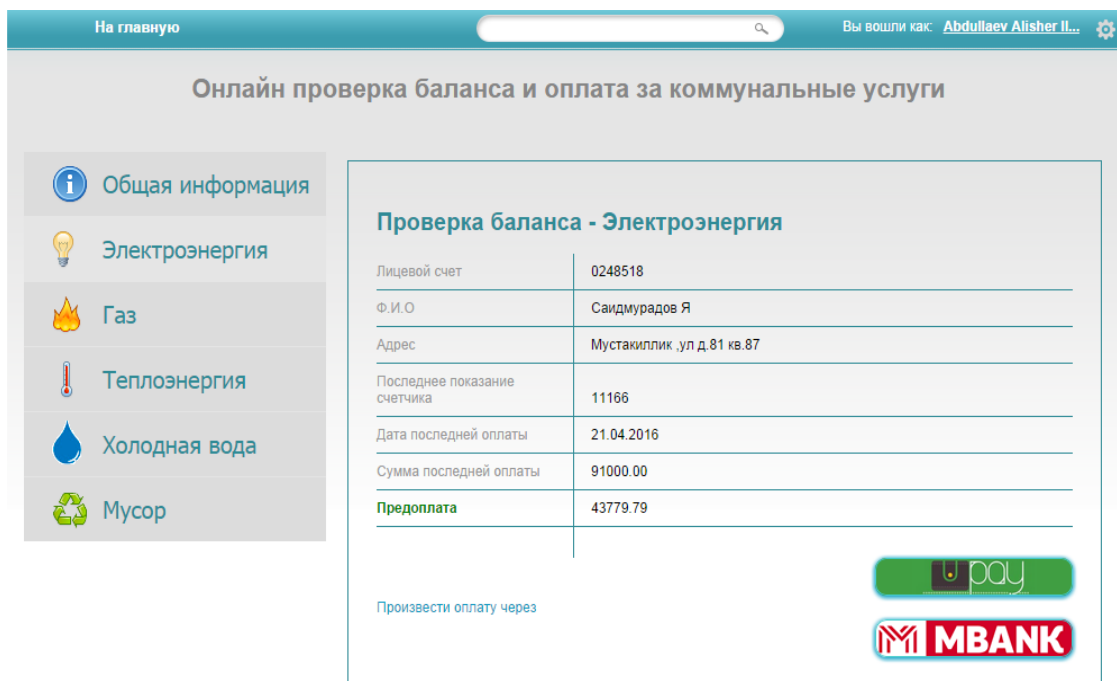 На главную
Вы вошли как: Abdullaev Alisher Il...
Онлайн проверка баланса и оплата за коммунальные услуги
Общая информация
Электроэнергия
Газ
Теплоэнергия
Холодная вода
Мусор
Проверка баланса - Электроэнергия
Лицевой счет 0248518
Ф.И.О Саидмурадов Я
Адрес Мустакиллик ,ул д.81 кв.87
Последнее показание
счетчика 11166
Дата последней оплаты 21.04.2016
Сумма последней оплаты 91000.00
Предоплата 43779.79
Произвести оплату через
U pay
MBANK